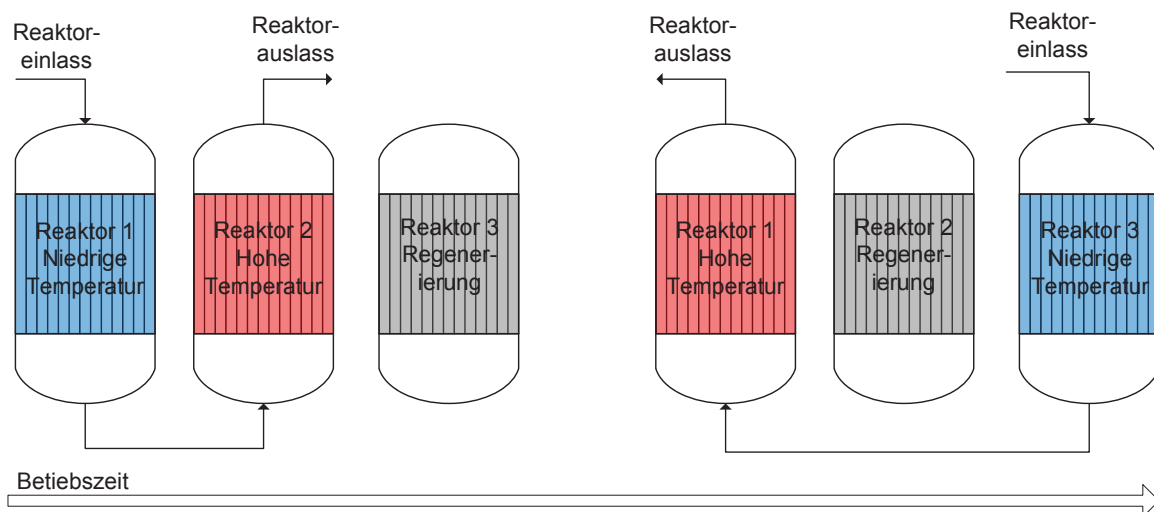 Reaktor-
einlass
Reaktor-
auslass
Reaktor-
auslass
Reaktor-
einlass
Reaktor 1
Niedrige
Temperatur
Reaktor 2
Hohe
Temperatur
Reaktor 3
Regener-
ierung
Reaktor 1
Hohe
Temperatur
Reaktor 2
Regener-
ierung
Reaktor 3
Niedrige
Temperatur
Betiebszeit